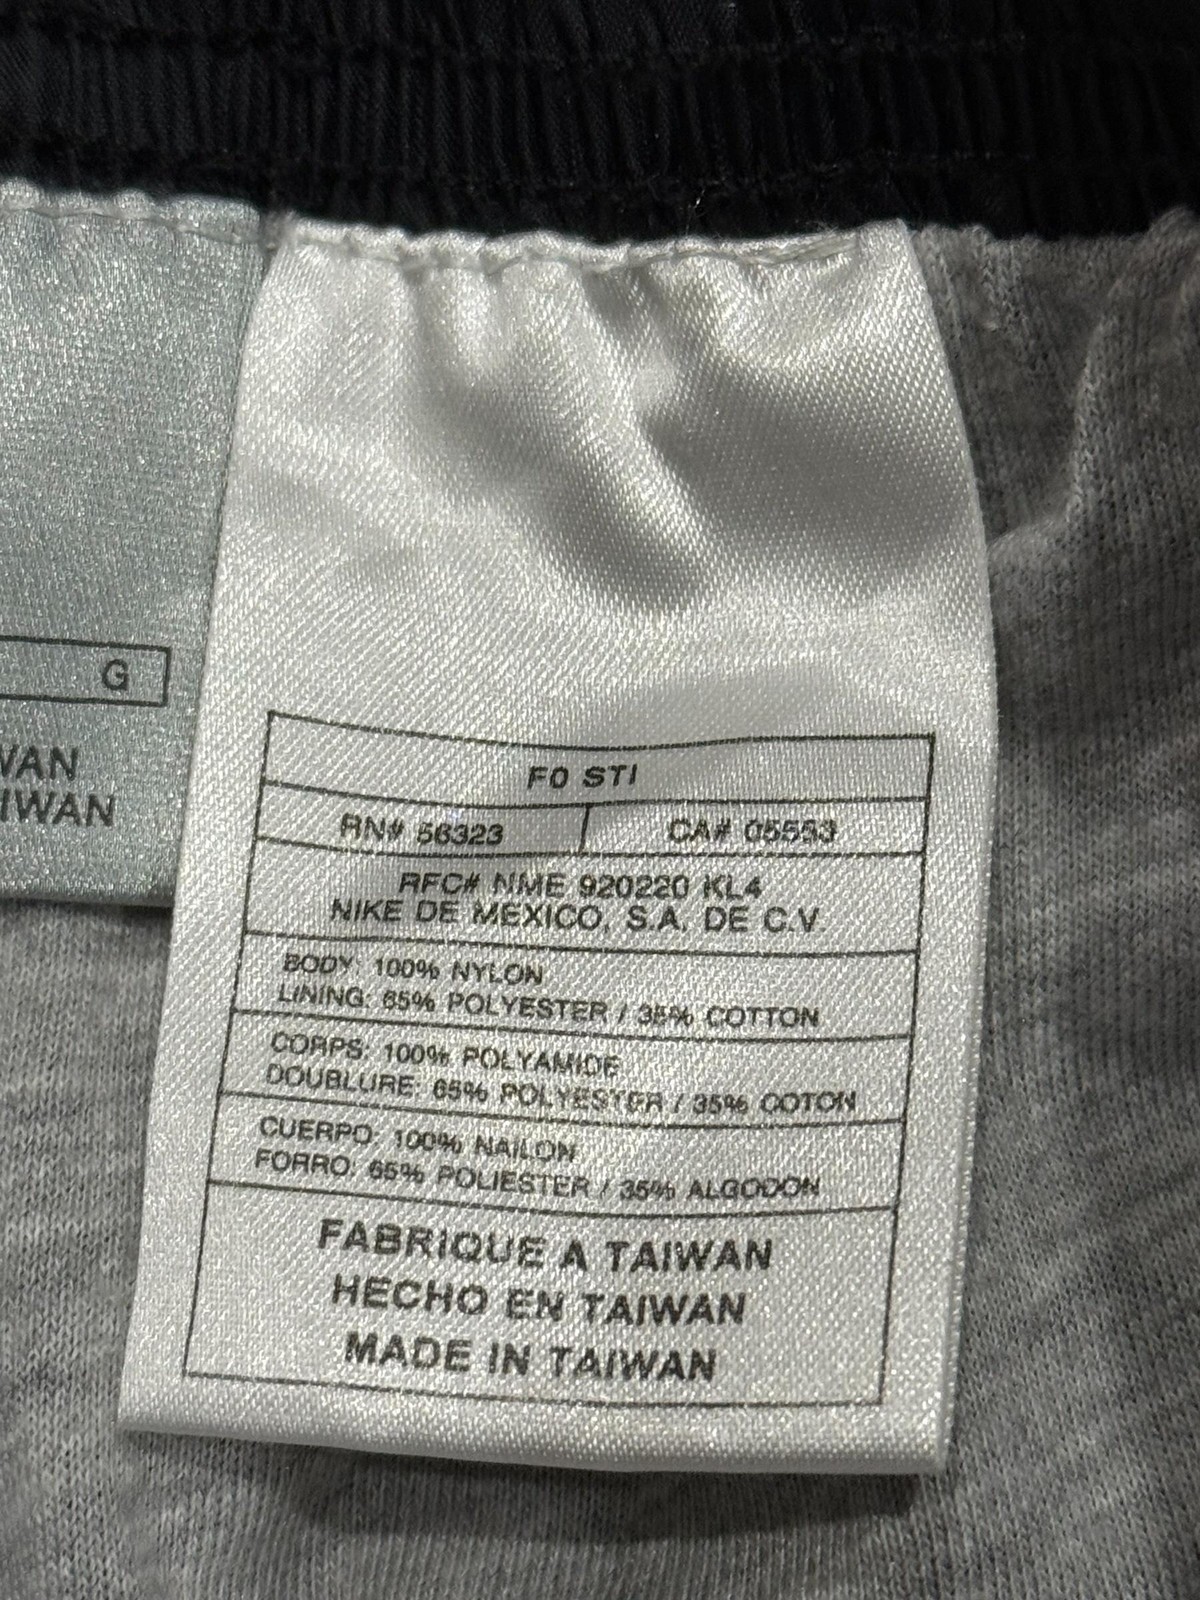 G
WAN
IWAN
F0 STI
RN# 56323
CA# 05553
RFC# NME 920220 KL4
NIKE DE MEXICO, S.A. DE C.V.
BODY: 100% NYLON
LINING: 65% POLYESTER / 35% COTTON
CORPS: 100% POLYAMIDE
DOUBLURE: 65% POLYESTER / 35% COTON
CUERPO: 100% NAILON
FORRO: 65% POLIESTER / 35% ALGODON
FABRIQUE A TAIWAN
HECHO EN TAIWAN
MADE IN TAIWAN